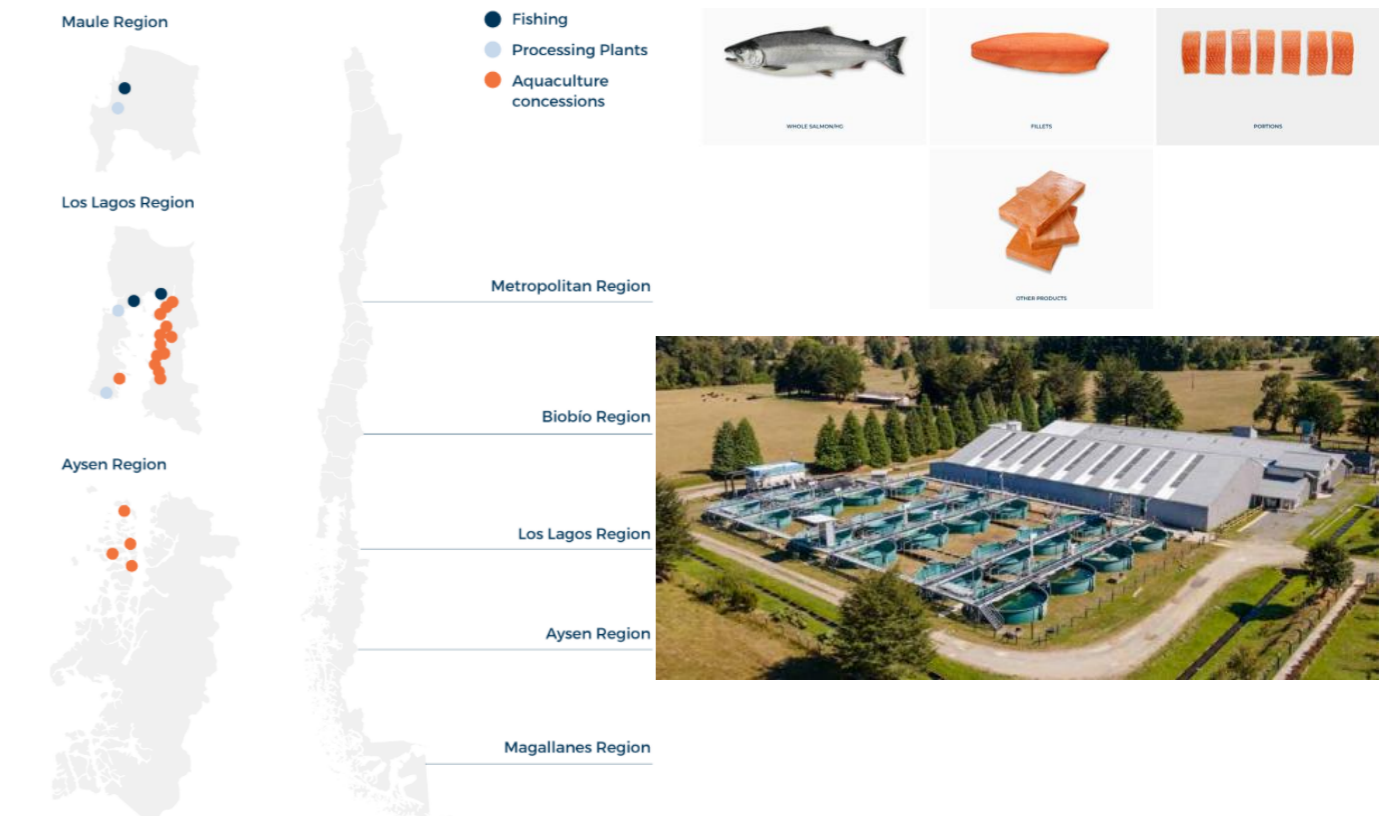 Maule Region
Los Lagos Region
Aysen Region
Fishing
Processing Plants
Aquaculture
concessions
Metropolitan Region
Biobío Region
Los Lagos Region
Aysen Region
Magallanes Region
WHOLE SALMON/HG
FILLETS
PORTIONS
OTHER PRODUCTS